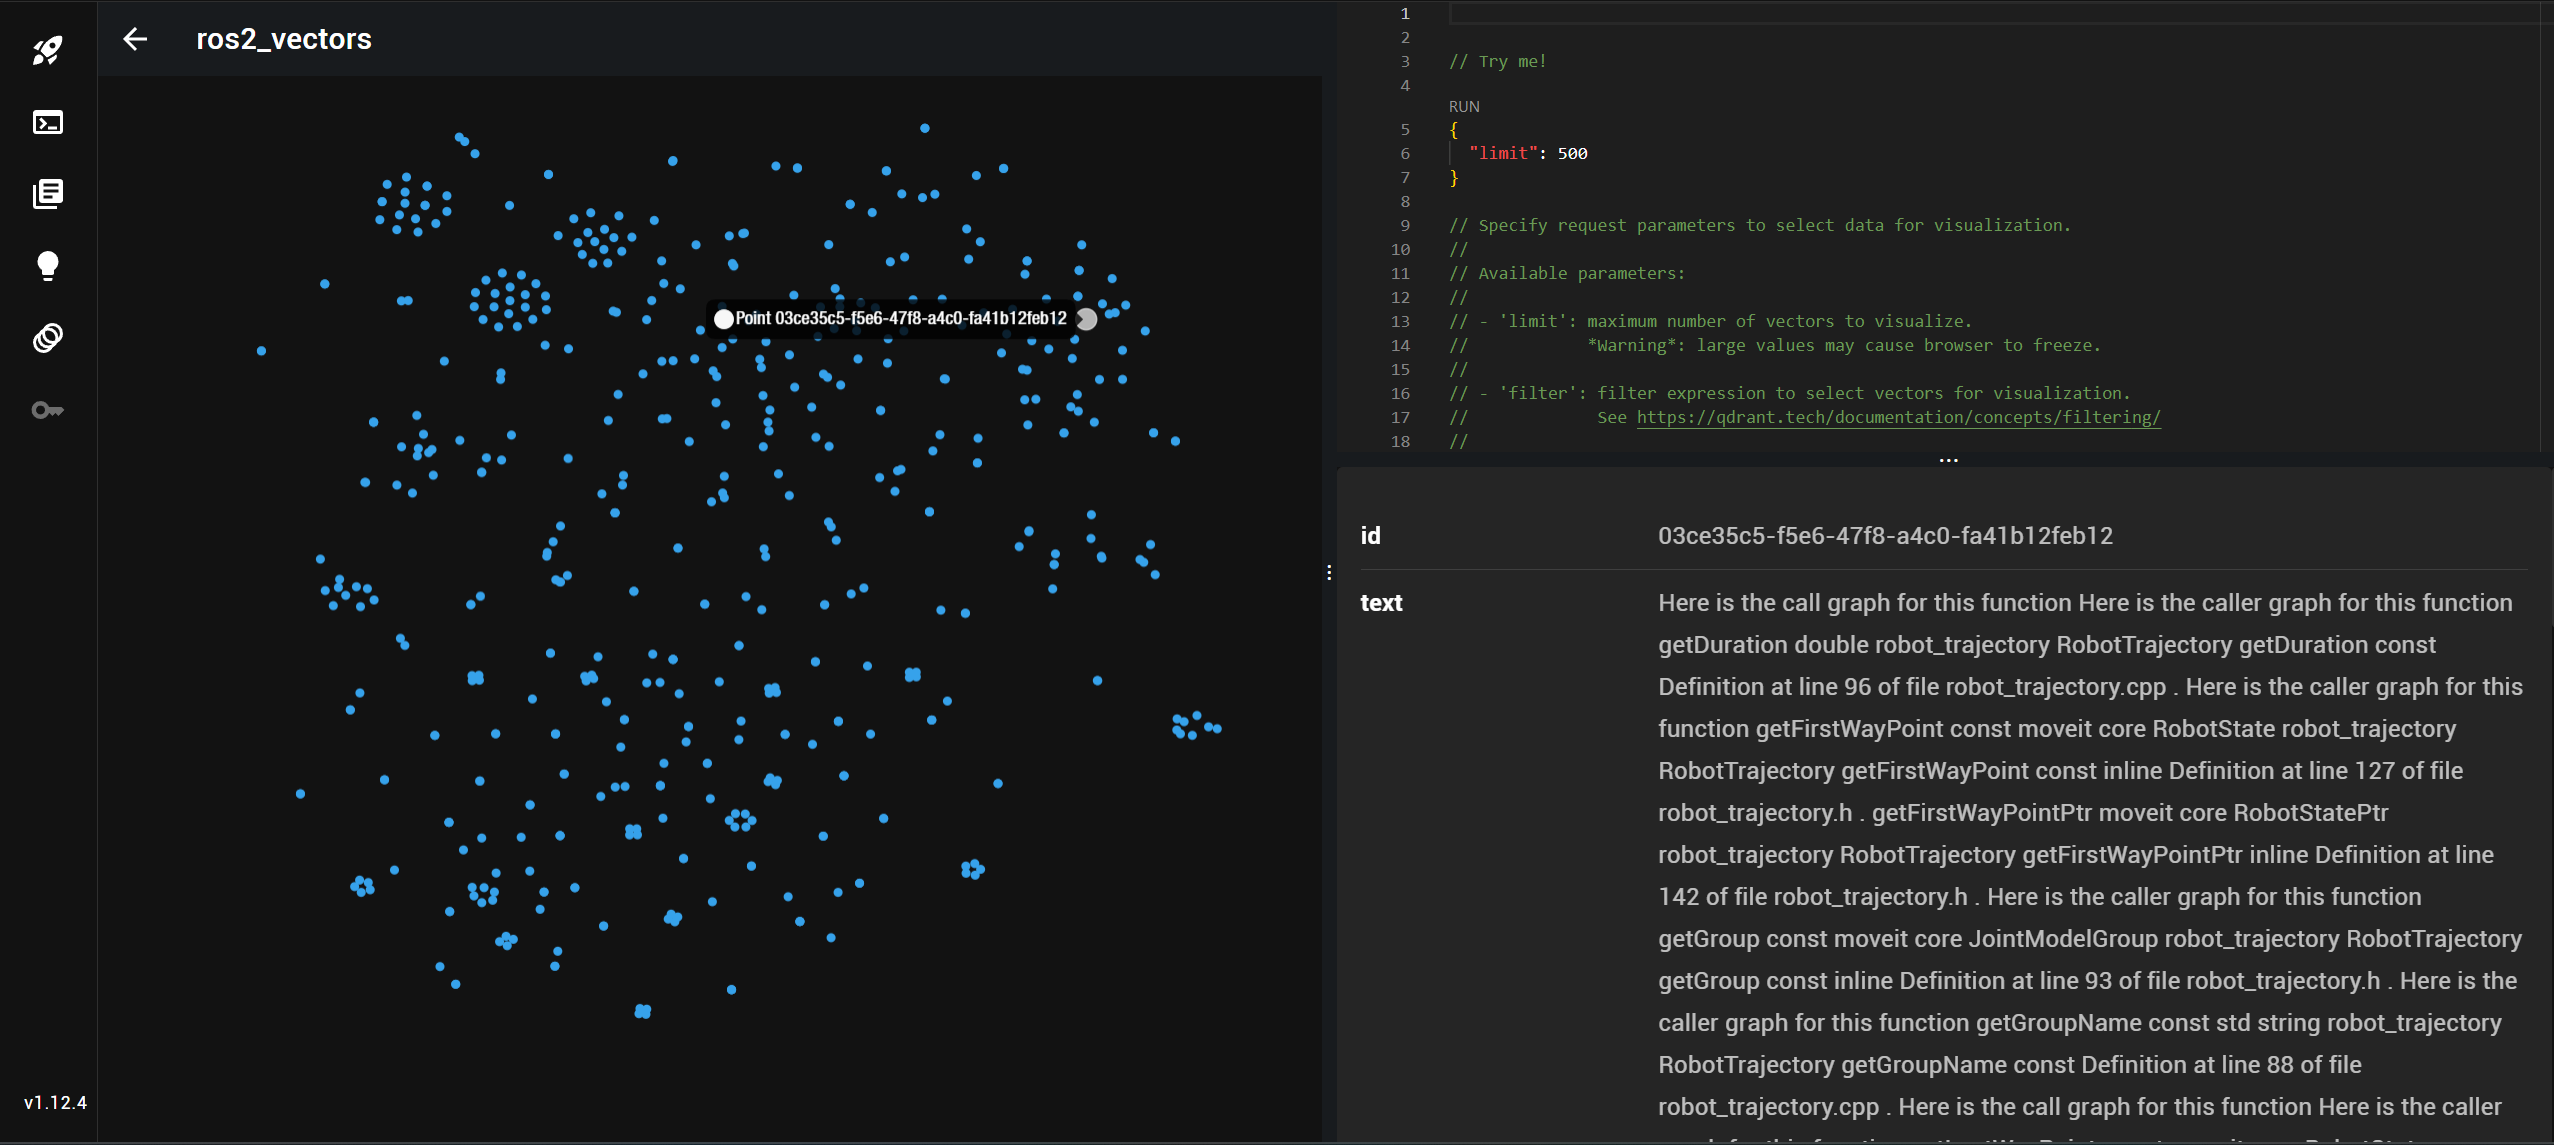 ros2_vectors
Point 03ce35c5-f5e6-47f8-a4c0-fa41b12feb12
v1.12.4
1
2
3 // Try me!
4
RUN
5 {
6 "limit": 500
7 }
8
9 // Specify request parameters to select data for visualization.
10 //
11 // Available parameters:
12 //
13 // - 'limit': maximum number of vectors to visualize.
14 // *Warning*: large values may cause browser to freeze.
15 //
16 // - 'filter': filter expression to select vectors for visualization.
17 // See https://qdrant.tech/documentation/concepts/filtering/
18 //
id 03ce35c5-f5e6-47f8-a4c0-fa41b12feb12
text Here is the call graph for this function Here is the caller graph for this function
getDuration double robot_trajectory RobotTrajectory getDuration const
Definition at line 96 of file robot_trajectory.cpp . Here is the caller graph for this
function getFirstWayPoint const moveit core RobotState robot_trajectory
RobotTrajectory getFirstWayPoint const inline Definition at line 127 of file
robot_trajectory.h . getFirstWayPointPtr moveit core RobotStatePtr
robot_trajectory RobotTrajectory getFirstWayPointPtr inline Definition at line
142 of file robot_trajectory.h . Here is the caller graph for this function
getGroup const moveit core JointModelGroup robot_trajectory RobotTrajectory
getGroup const inline Definition at line 93 of file robot_trajectory.h . Here is the
caller graph for this function getGroupName const std string robot_trajectory
RobotTrajectory getGroupName const Definition at line 88 of file
robot_trajectory.cpp . Here is the call graph for this function Here is the caller